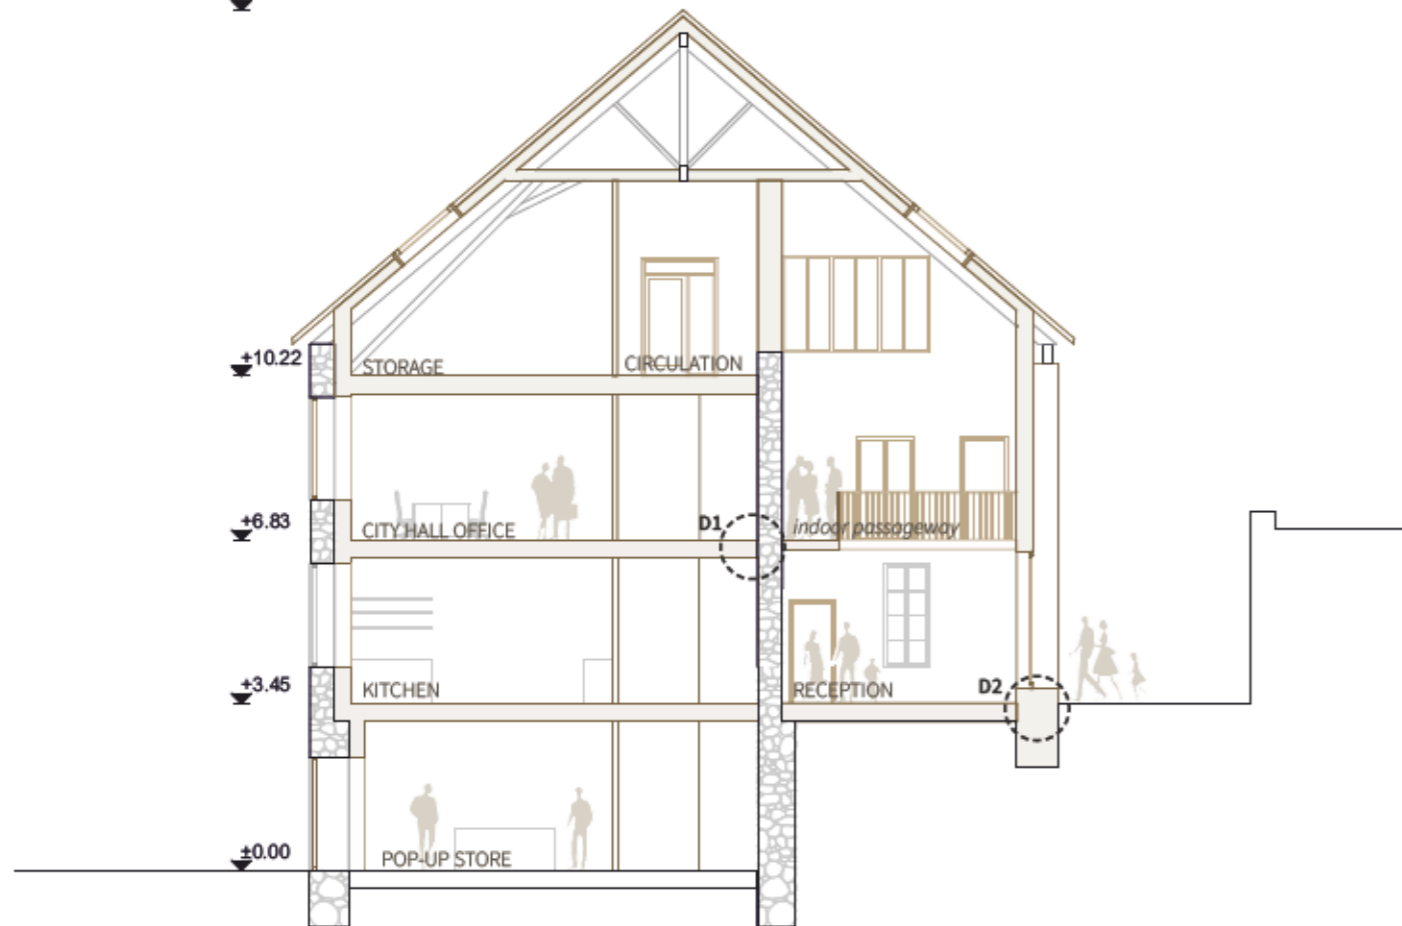 ±10.22
STORAGE
CIRCULATION
+6.83
CITY HALL OFFICE
D1
indoor passageway
+3.45
KITCHEN
RECEPTION
D2
±0.00
POP-UP STORE